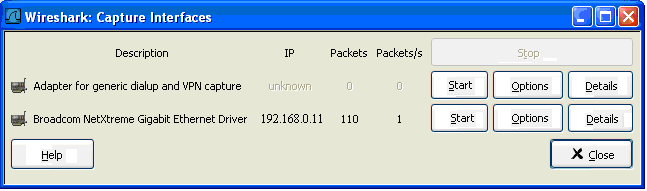 Wireshark: Capture Interfaces
Description IP Packets Packets/s Stop
Adapter for generic dialup and VPN capture unknown 0 0 Start Options Details
Broadcom NetXtreme Gigabit Ethernet Driver 192.168.0.11 110 1 Start Options Details
Help Close